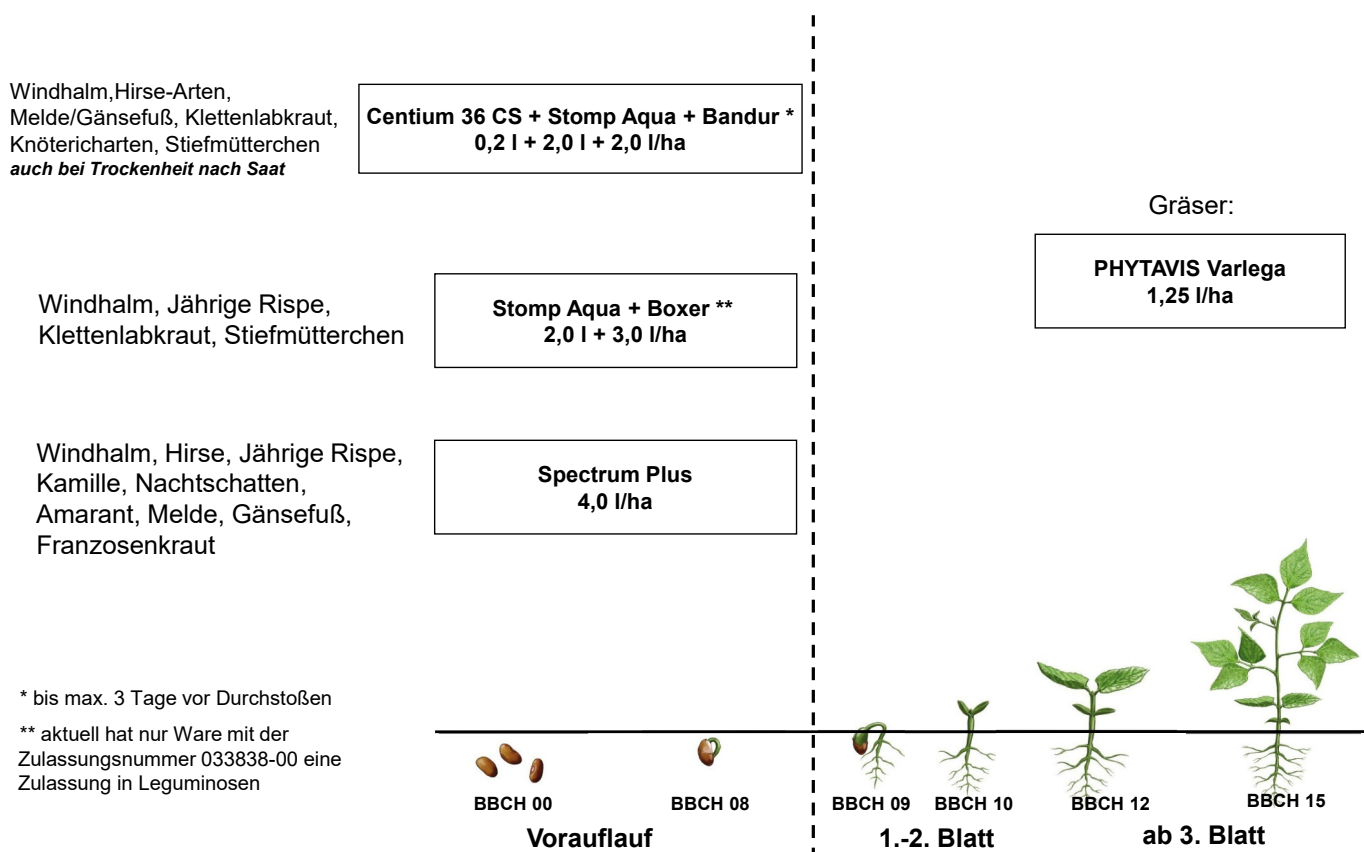 Windhalm,Hirse-Arten,
Melde/Gänsefuß, Klettenlabkraut,
Knötericharten, Stiefmütterchen
auch bei Trockenheit nach Saat
Centium 36 CS + Stomp Aqua + Bandur *
0,2 l + 2,0 l + 2,0 l/ha
Gräser:
PHYTAVIS Varlega
1,25 l/ha
Windhalm, Jährige Rispe,
Klettenlabkraut, Stiefmütterchen
Stomp Aqua + Boxer **
2,0 l + 3,0 l/ha
Windhalm, Hirse, Jährige Rispe,
Kamille, Nachtschatten,
Amarant, Melde, Gänsefuß,
Franzosenkraut
Spectrum Plus
4,0 l/ha
* bis max. 3 Tage vor Durchstoßen
** aktuell hat nur Ware mit der
Zulassungsnummer 033838-00 eine
Zulassung in Leguminosen
BBCH 00
BBCH 08
BBCH 09
BBCH 10
BBCH 12
BBCH 15
Vorauflauf
1.-2. Blatt
ab 3. Blatt